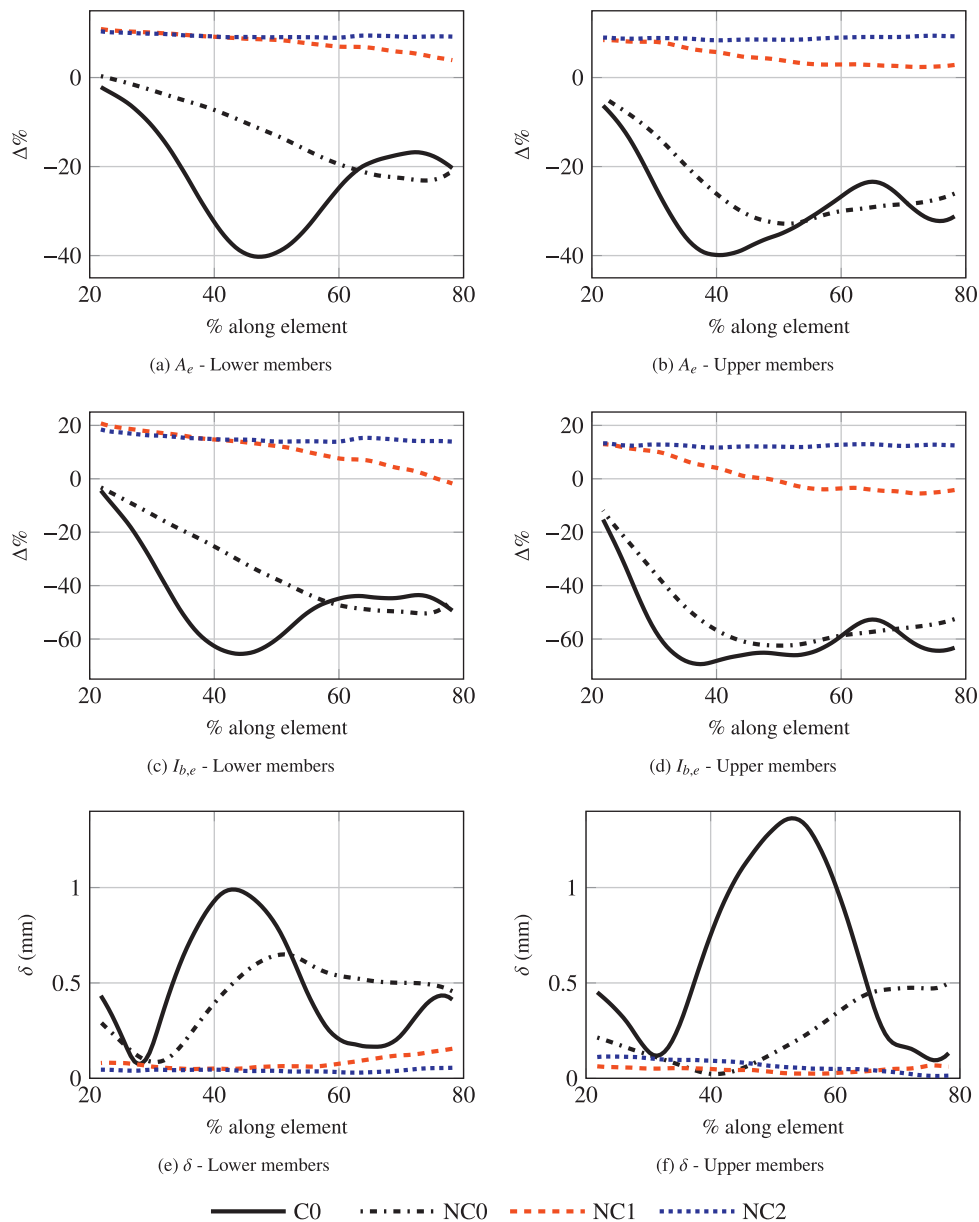 0
−20
−40
Δ%
20 40 60 80
% along element
(a) Aₑ - Lower members
0
−20
−40
Δ%
20 40 60 80
% along element
(b) Aₑ - Upper members
20
0
−20
−40
−60
Δ%
20 40 60 80
% along element
(c) I_b,e - Lower members
20
0
−20
−40
−60
Δ%
20 40 60 80
% along element
(d) I_b,e - Upper members
1
0.5
0
δ (mm)
20 40 60 80
% along element
(e) δ - Lower members
1
0.5
0
δ (mm)
20 40 60 80
% along element
(f) δ - Upper members
C0 NC0 NC1 NC2